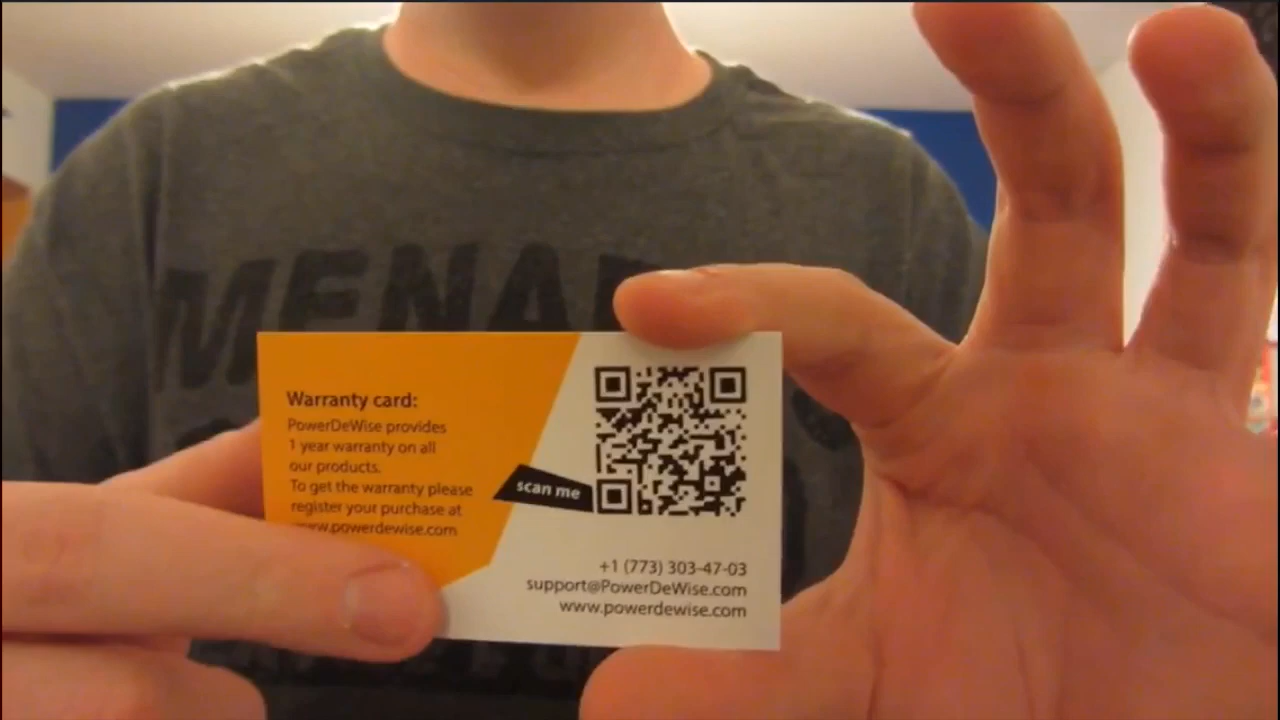 MENA
Warranty card:
PowerDeWise provides
1 year warranty on all
our products.
To get the warranty please
register your purchase at
www.powerdewise.com
scan me
+1 (773) 303-47-03
support@PowerDeWise.com
www.powerdewise.com